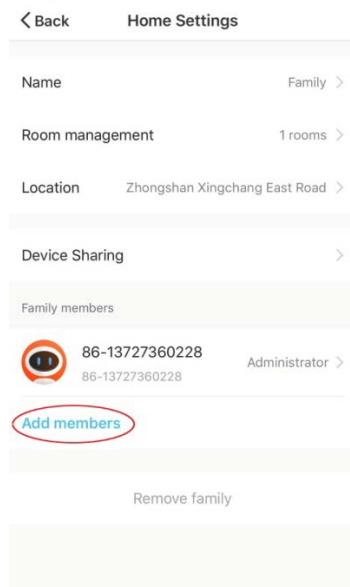 Back Home Settings
Name Family
Room management 1 rooms
Location Zhongshan Xingchang East Road
Device Sharing
Family members
86-13727360228
86-13727360228 Administrator
Add members
Remove family